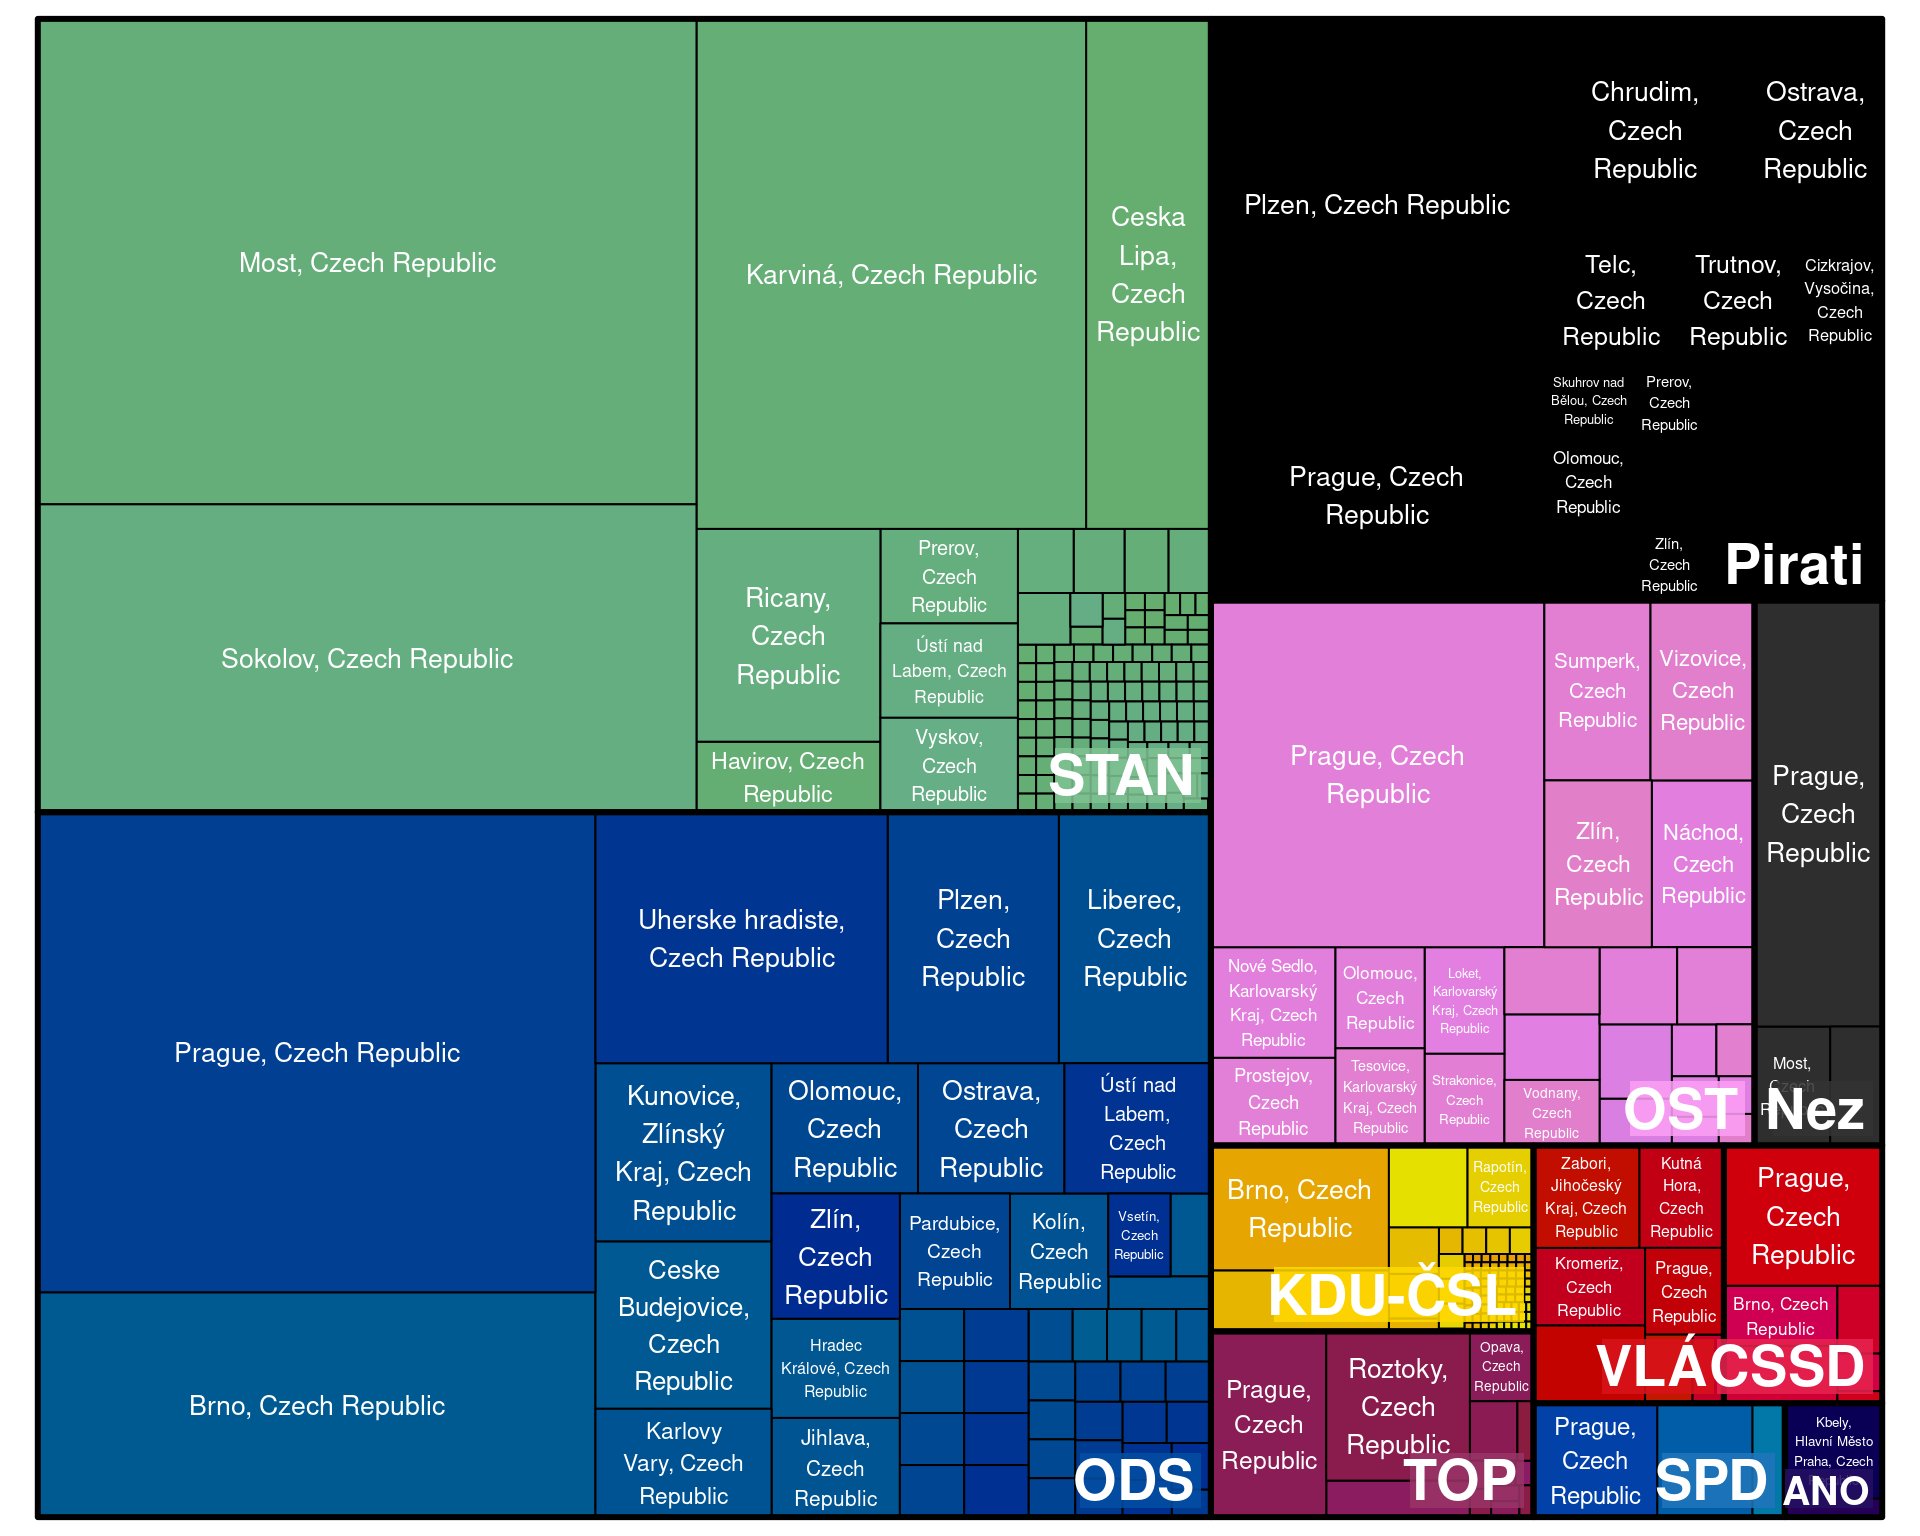 Most, Czech Republic
Sokolov, Czech Republic
Karviná, Czech Republic
Ceska
Lipa,
Czech
Republic
Ricany,
Czech
Republic
Havirov, Czech
Republic
Prerov,
Czech
Republic
Ústí nad
Labem, Czech
Republic
Vyskov,
Czech
Republic
STAN
Prague, Czech Republic
Brno, Czech Republic
Uherske hradiste,
Czech Republic
Plzen,
Czech
Republic
Liberec,
Czech
Republic
Kunovice,
Zlínský
Kraj, Czech
Republic
Ceske
Budejovice,
Czech
Republic
Karlovy
Vary, Czech
Republic
Olomouc,
Czech
Republic
Ostrava,
Czech
Republic
Ústí nad
Labem,
Czech
Republic
Zlín,
Czech
Republic
Hradec
Králové, Czech
Republic
Jihlava,
Czech
Republic
Pardubice,
Czech
Republic
Kolín,
Czech
Republic
Vsetín,
Czech
Republic
ODS
Plzen, Czech Republic
Prague, Czech
Republic
Chrudim,
Czech
Republic
Ostrava,
Czech
Republic
Telc,
Czech
Republic
Trutnov,
Czech
Republic
Cizkrajov,
Vysočina,
Czech
Republic
Skuhrov nad
Bělou, Czech
Republic
Prerov,
Czech
Republic
Olomouc,
Czech
Republic
Zlín,
Czech
Republic
Pirati
Prague, Czech
Republic
Sumperk,
Czech
Republic
Vizovice,
Czech
Republic
Zlín,
Czech
Republic
Náchod,
Czech
Republic
Nové Sedlo,
Karlovarský
Kraj, Czech
Republic
Prostejov,
Czech
Republic
Olomouc,
Czech
Republic
Tesovice,
Karlovarský
Kraj, Czech
Republic
Loket,
Karlovarský
Kraj, Czech
Republic
Strakonice,
Czech
Republic
Vodnany,
Czech
Republic
OST
Prague,
Czech
Republic
Most,
Czech
Nez
Brno, Czech
Republic
Rapotín,
Czech
Republic
KDU-ČSL
Prague,
Czech
Republic
Roztoky,
Czech
Republic
Opava,
Czech
Republic
TOP
Zabori,
Jihočeský
Kraj, Czech
Republic
Kutná
Hora,
Czech
Republic
Kromeriz,
Czech
Republic
Prague,
Czech
Republic
VLÁCSSD
Prague,
Czech
Republic
Brno, Czech
Republic
Prague,
Czech
Republic
SPD
Kbely,
Hlavní Město
Praha, Czech
ANO